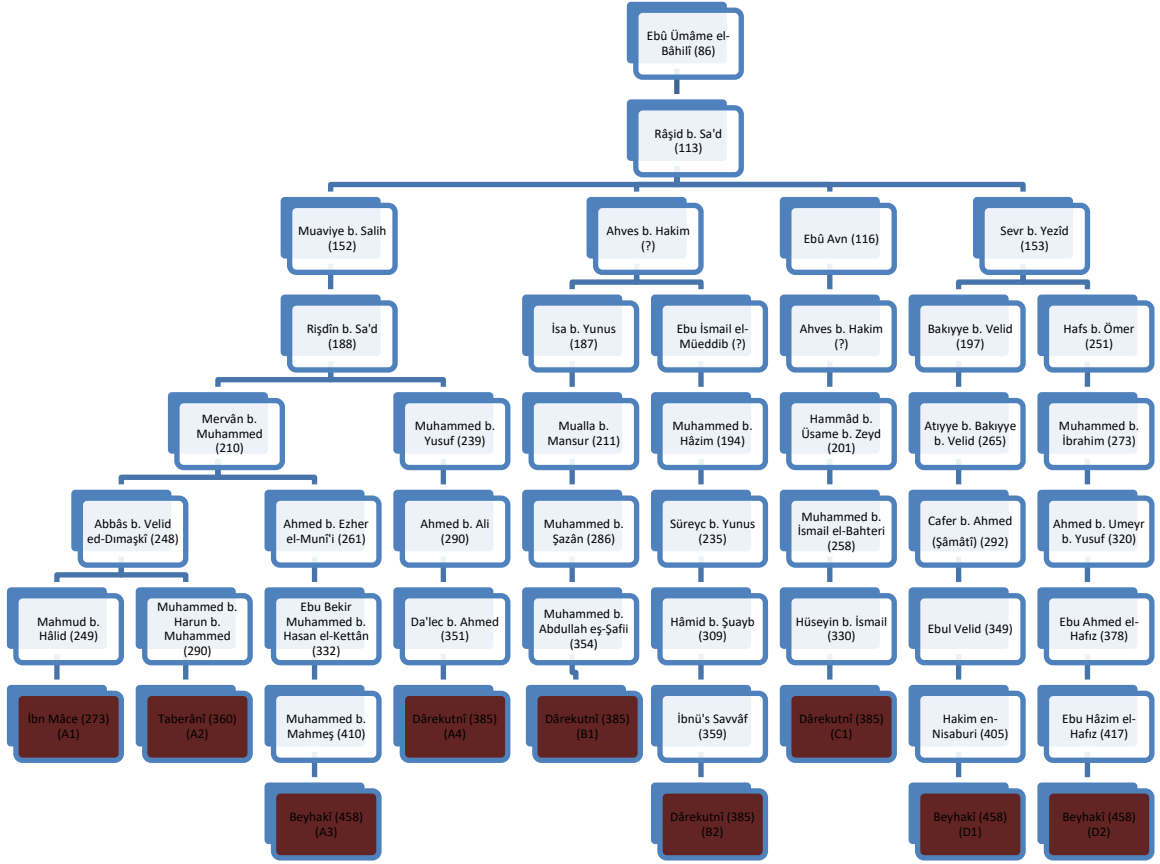 Ebû Ümâme el-
Bâhilî (86)
Râşid b. Sa'd
(113)
Muaviye b. Salih
(152)
Ahves b. Hakim
(?)
Ebû Avn (116)
Sevr b. Yezîd
(153)
Rişdîn b. Sa'd
(188)
İsa b. Yunus
(187)
Ebu İsmail el-
Müeddib (?)
Ahves b. Hakim
(?)
Bakıyye b. Velid
(197)
Hafs b. Ömer
(251)
Mervân b.
Muhammed
(210)
Muhammed b.
Yusuf (239)
Mualla b.
Mansur (211)
Muhammed b.
Hâzim (194)
Hammâd b.
Üsame b. Zeyd
(201)
Atıyye b. Bakıyye
b. Velid (265)
Muhammed b.
İbrahim (273)
Abbâs b. Velid
ed-Dımaşkî (248)
Ahmed b. Ezher
el-Munî'i (261)
Ahmed b. Ali
(290)
Muhammed b.
Şazân (286)
Süreyc b. Yunus
(235)
Muhammed b.
İsmail el-Bahteri
(258)
Cafer b. Ahmed
(Şâmâtî) (292)
Ahmed b. Umeyr
b. Yusuf (320)
Mahmud b.
Hâlid (249)
Muhammed b.
Harun b.
Muhammed
(290)
Ebu Bekir
Muhammed b.
Hasan el-Kettân
(332)
Da'lec b. Ahmed
(351)
Muhammed b.
Abdullah eş-Şafii
(354)
Hâmid b. Şuayb
(309)
Hüseyin b. İsmail
(330)
Ebul Velid (349)
Ebu Ahmed el-
Hafız (378)
İbn Mâce (273)
(A1)
Taberânî (360)
(A2)
Muhammed b.
Mahmeş (410)
Dârekutnî (385)
(A4)
Dârekutnî (385)
(B1)
İbnü's Savvâf
(359)
Dârekutnî (385)
(C1)
Hakim en-
Nisaburi (405)
Ebu Hâzim el-
Hafız (417)
Beyhakî (458)
(A3)
Dârekutnî (385)
(B2)
Beyhakî (458)
(D1)
Beyhakî (458)
(D2)